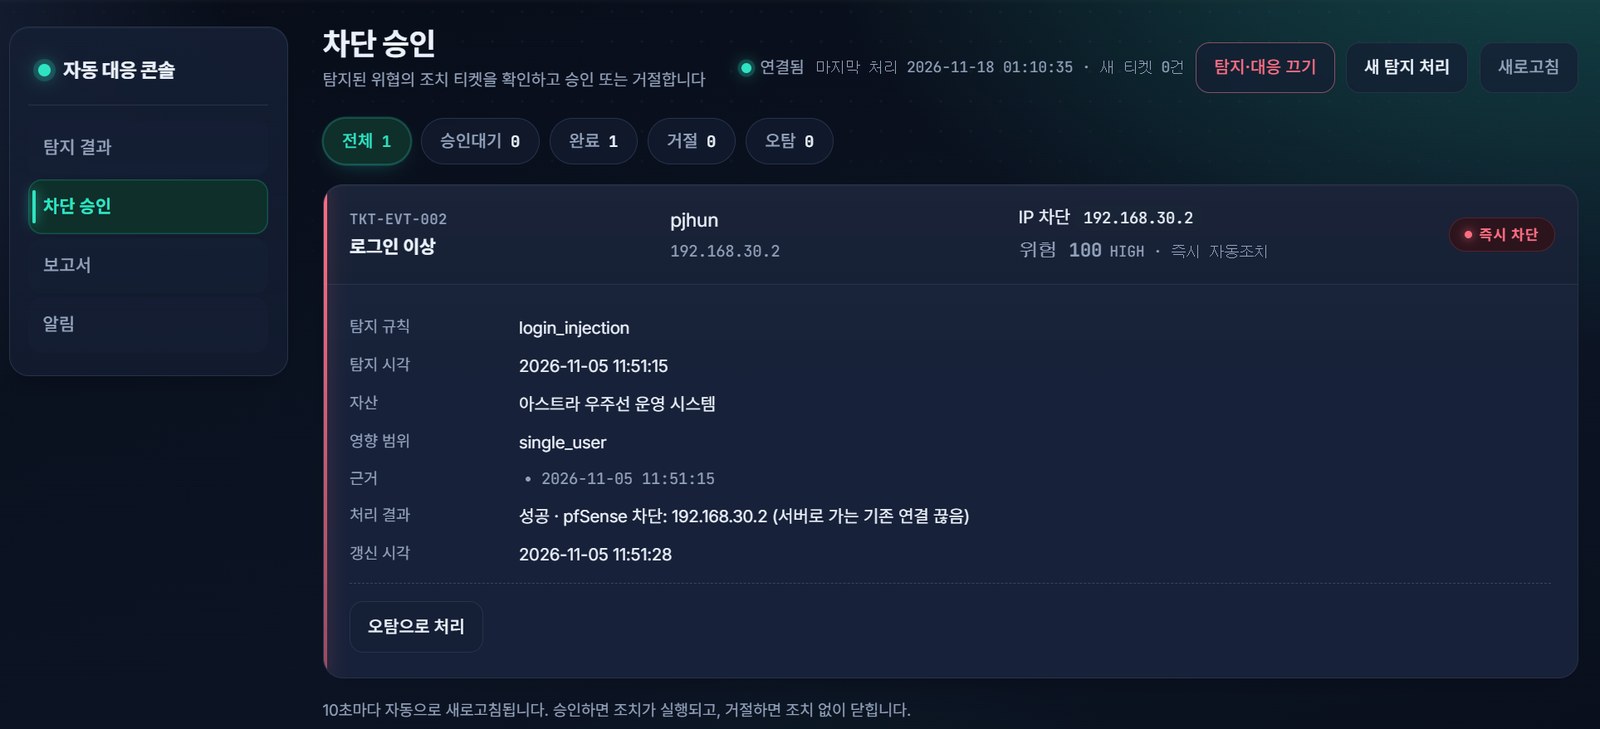 자동 대응 콘솔
탐지 결과
차단 승인
보고서
알림
차단 승인
탐지된 위협의 조치 티켓을 확인하고 승인 또는 거절합니다
연결됨 마지막 처리 2026-11-18 01:10:35 · 새 티켓 0건
탐지·대응 끄기
새 탐지 처리
새로고침
전체 1
승인대기 0
완료 1
거절 0
오탐 0
TKT-EVT-002
로그인 이상
pjhun
192.168.30.2
IP 차단 192.168.30.2
위험 100 HIGH · 즉시 자동조치
즉시 차단
탐지 규칙 login_injection
탐지 시각 2026-11-05 11:51:15
자산 아스트라 우주선 운영 시스템
영향 범위 single_user
근거 • 2026-11-05 11:51:15
처리 결과 성공 · pfSense 차단: 192.168.30.2 (서버로 가는 기존 연결 끊음)
갱신 시각 2026-11-05 11:51:28
오탐으로 처리
10초마다 자동으로 새로고침됩니다. 승인하면 조치가 실행되고, 거절하면 조치 없이 닫힙니다.